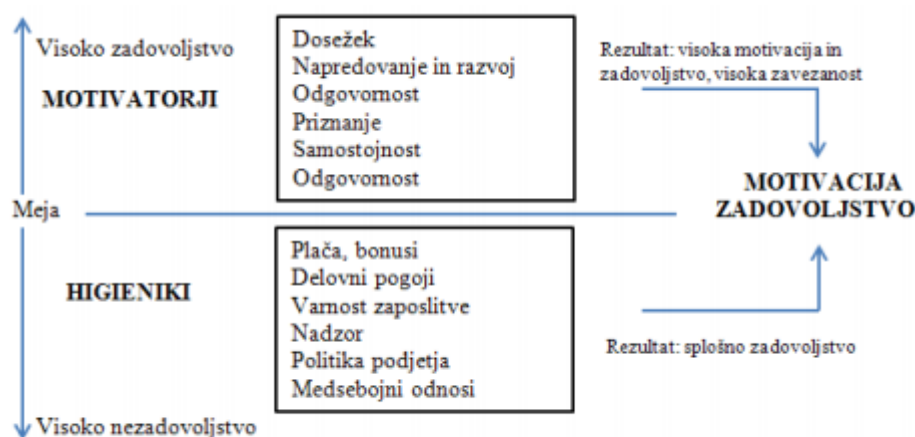 Visoko zadovoljstvo
MOTIVATORJI
Dosežek
Napredovanje in razvoj
Odgovornost
Priznanje
Samostojnost
Odgovornost
Rezultat: visoka motivacija in
zadovoljstvo, visoka zavezanost
Meja
MOTIVACIJA
ZADOVOLJSTVO
HIGIENIKI
Plača, bonusi
Delovni pogoji
Varnost zaposlitve
Nadzor
Politika podjetja
Medsebojni odnosi
Rezultat: splošno zadovoljstvo
Visoko nezadovoljstvo